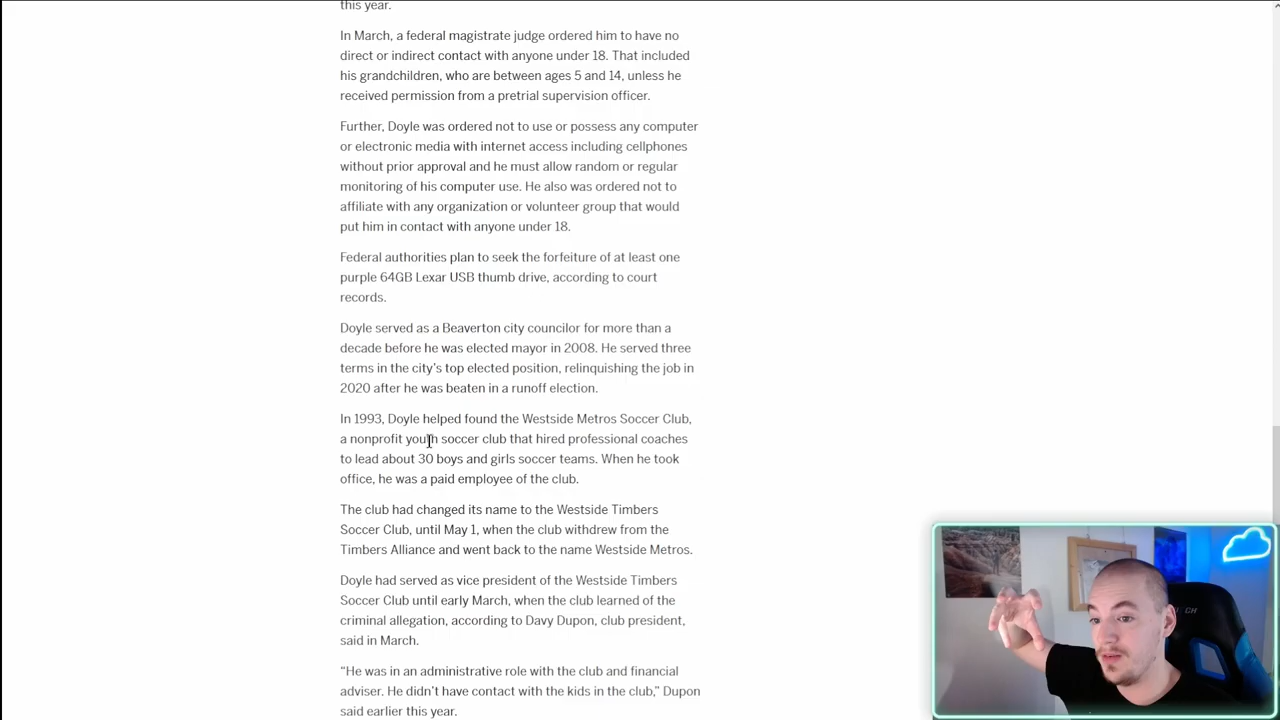 this year.
In March, a federal magistrate judge ordered him to have no
direct or indirect contact with anyone under 18. That included
his grandchildren, who are between ages 5 and 14, unless he
received permission from a pretrial supervision officer.
Further, Doyle was ordered not to use or possess any computer
or electronic media with internet access including cellphones
without prior approval and he must allow random or regular
monitoring of his computer use. He also was ordered not to
affiliate with any organization or volunteer group that would
put him in contact with anyone under 18.
Federal authorities plan to seek the forfeiture of at least one
purple 64GB Lexar USB thumb drive, according to court
records.
Doyle served as a Beaverton city councilor for more than a
decade before he was elected mayor in 2008. He served three
terms in the city’s top elected position, relinquishing the job in
2020 after he was beaten in a runoff election.
In 1993, Doyle helped found the Westside Metros Soccer Club,
a nonprofit youth soccer club that hired professional coaches
to lead about 30 boys and girls soccer teams. When he took
office, he was a paid employee of the club.
The club had changed its name to the Westside Timbers
Soccer Club, until May 1, when the club withdrew from the
Timbers Alliance and went back to the name Westside Metros.
Doyle had served as vice president of the Westside Timbers
Soccer Club until early March, when the club learned of the
criminal allegation, according to Davy Dupon, club president,
said in March.
“He was in an administrative role with the club and financial
adviser. He didn’t have contact with the kids in the club,” Dupon
said earlier this year.